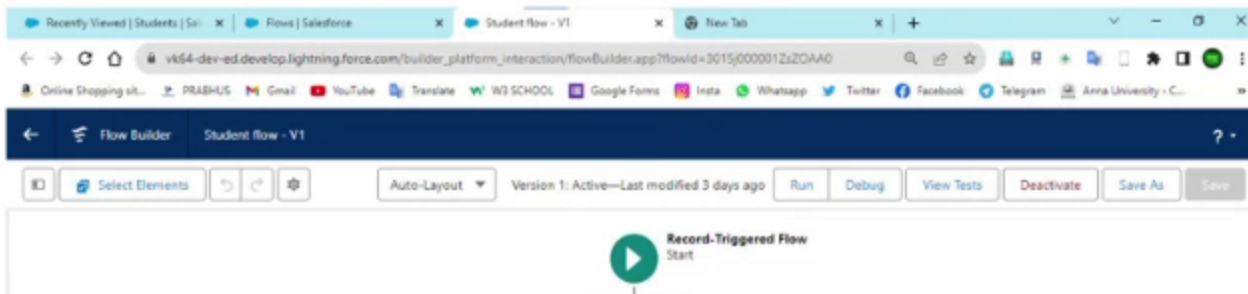 Recently Viewed | Students | Sal Flows | Salesforce Student flow - V1 New Tab
vk64-dev-ed.develop.lightning.force.com/builder_platform_interaction/flowBuilder.app?flowId=3015j000001ZsZOAA0
Online Shopping sit... PRABHUS Gmail YouTube Translate W3 SCHOOL Google Forms Insta Whatsapp Twitter Facebook Telegram Anna University - C...
Flow Builder Student flow - V1 ?
Select Elements Auto-Layout Version 1: Active—Last modified 3 days ago Run Debug View Tests Deactivate Save As Save
Record-Triggered Flow
Start